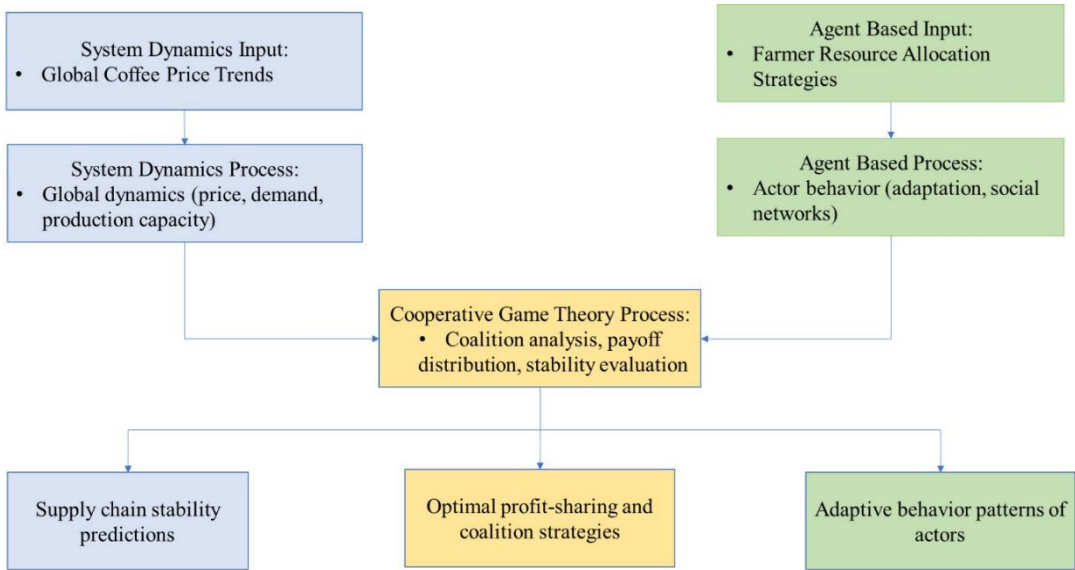 System Dynamics Input:
• Global Coffee Price Trends
Agent Based Input:
• Farmer Resource Allocation
Strategies
System Dynamics Process:
• Global dynamics (price, demand,
production capacity)
Agent Based Process:
• Actor behavior (adaptation, social
networks)
Cooperative Game Theory Process:
• Coalition analysis, payoff
distribution, stability evaluation
Supply chain stability
predictions
Optimal profit-sharing and
coalition strategies
Adaptive behavior patterns of
actors